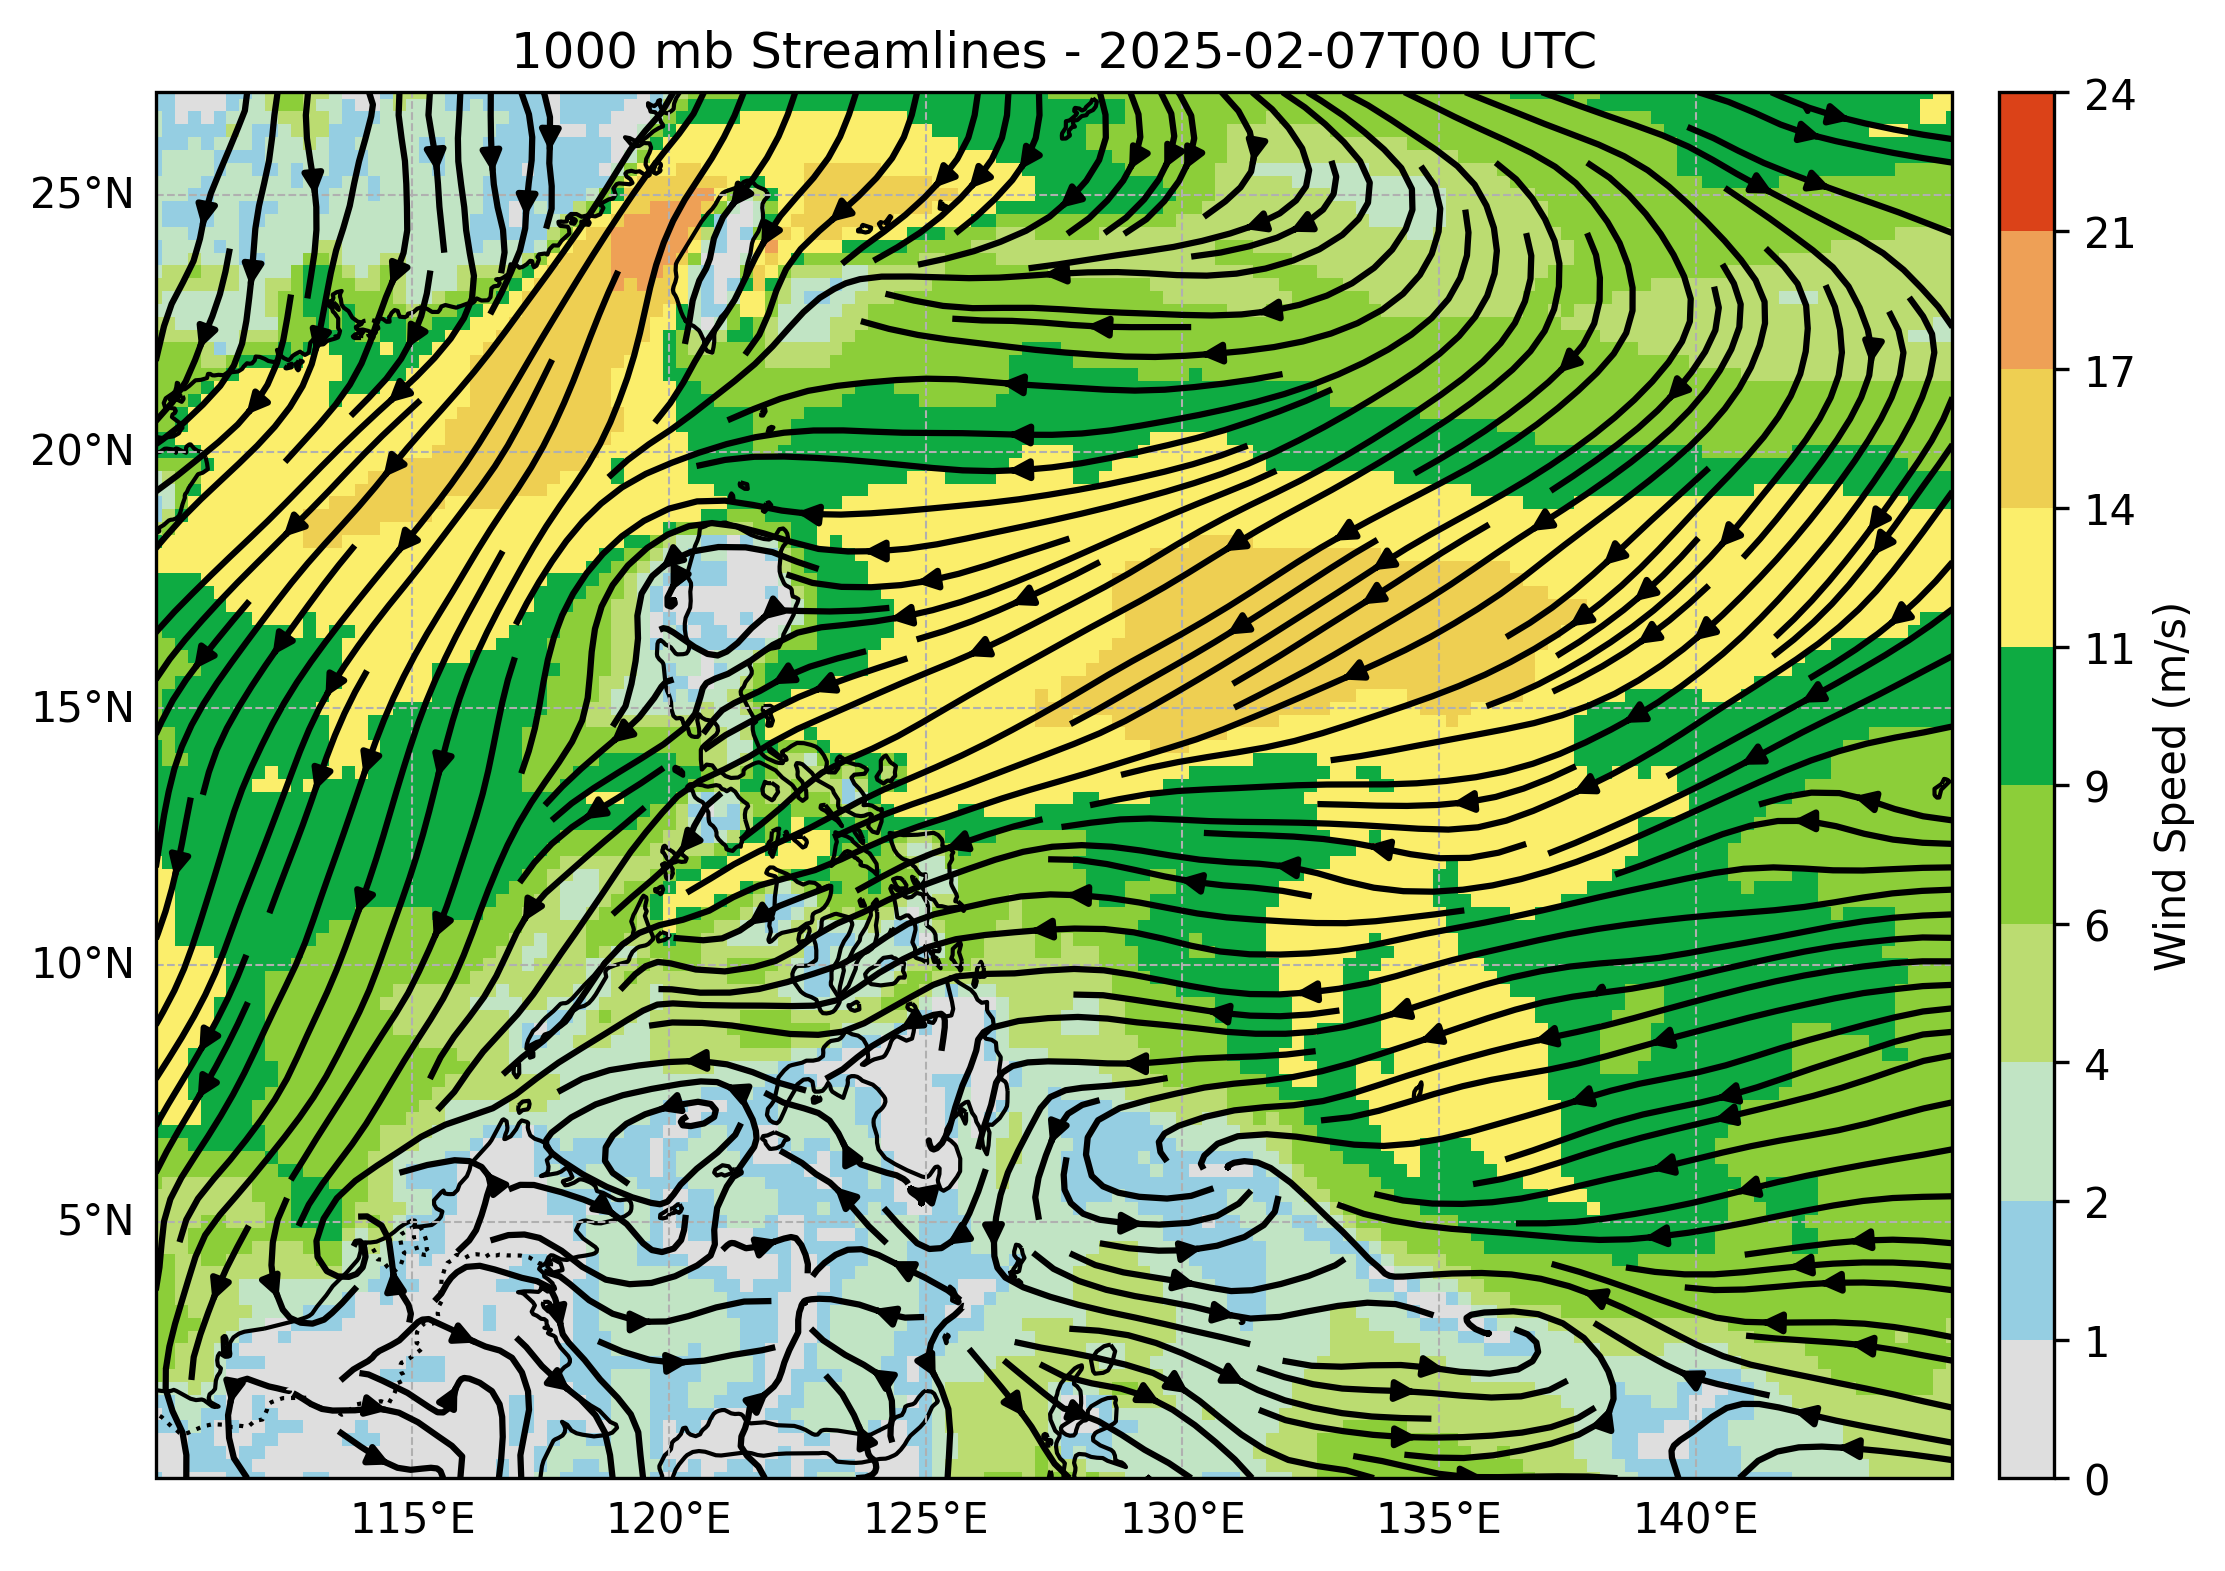 1000 mb Streamlines - 2025-02-07T00 UTC
25°N
20°N
15°N
10°N
5°N
115°E
120°E
125°E
130°E
135°E
140°E
24
21
17
14
11
9
6
4
2
1
0
Wind Speed (m/s)